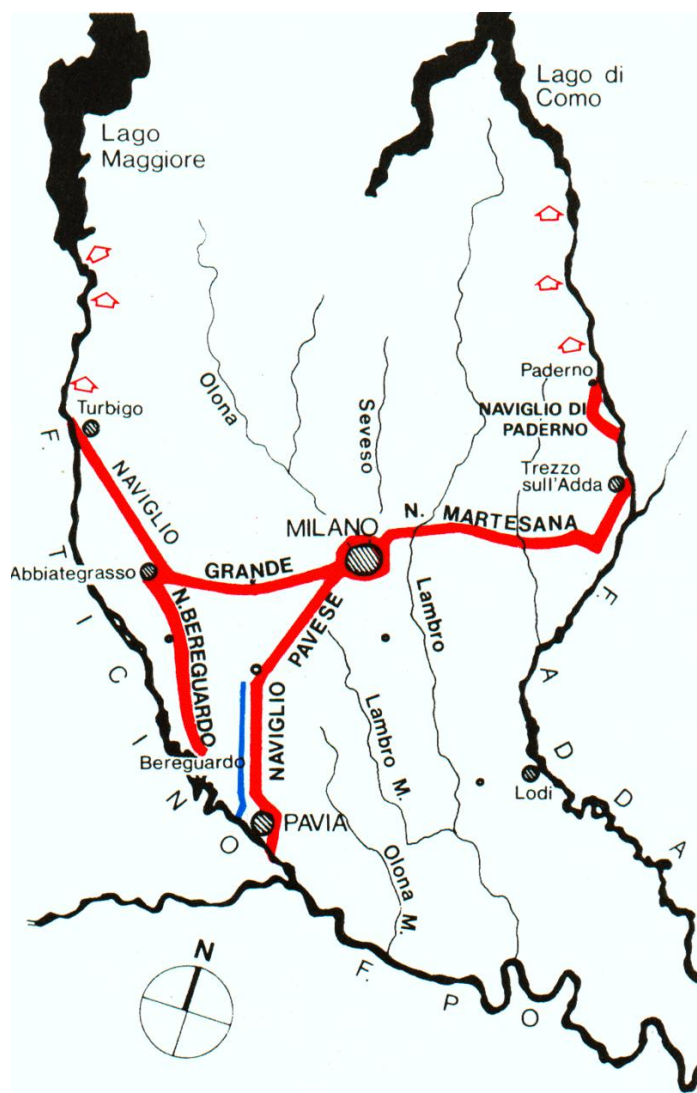 Lago di
Como
Lago
Maggiore
Olona
Seveso
Paderno
NAVIGLIO DI
PADERNO
Turbigo
F. TICINO
NAVIGLIO
GRANDE
Trezzo
sull'Adda
N. MARTESANA
MILANO
Abbiategrasso
N.BEREGUARDO
PAVESE
NAVIGLIO
Lambro
F. ADDA
Lambro M.
Bereguardo
Lodi
PAVIA
Olona M.
F. PO
N